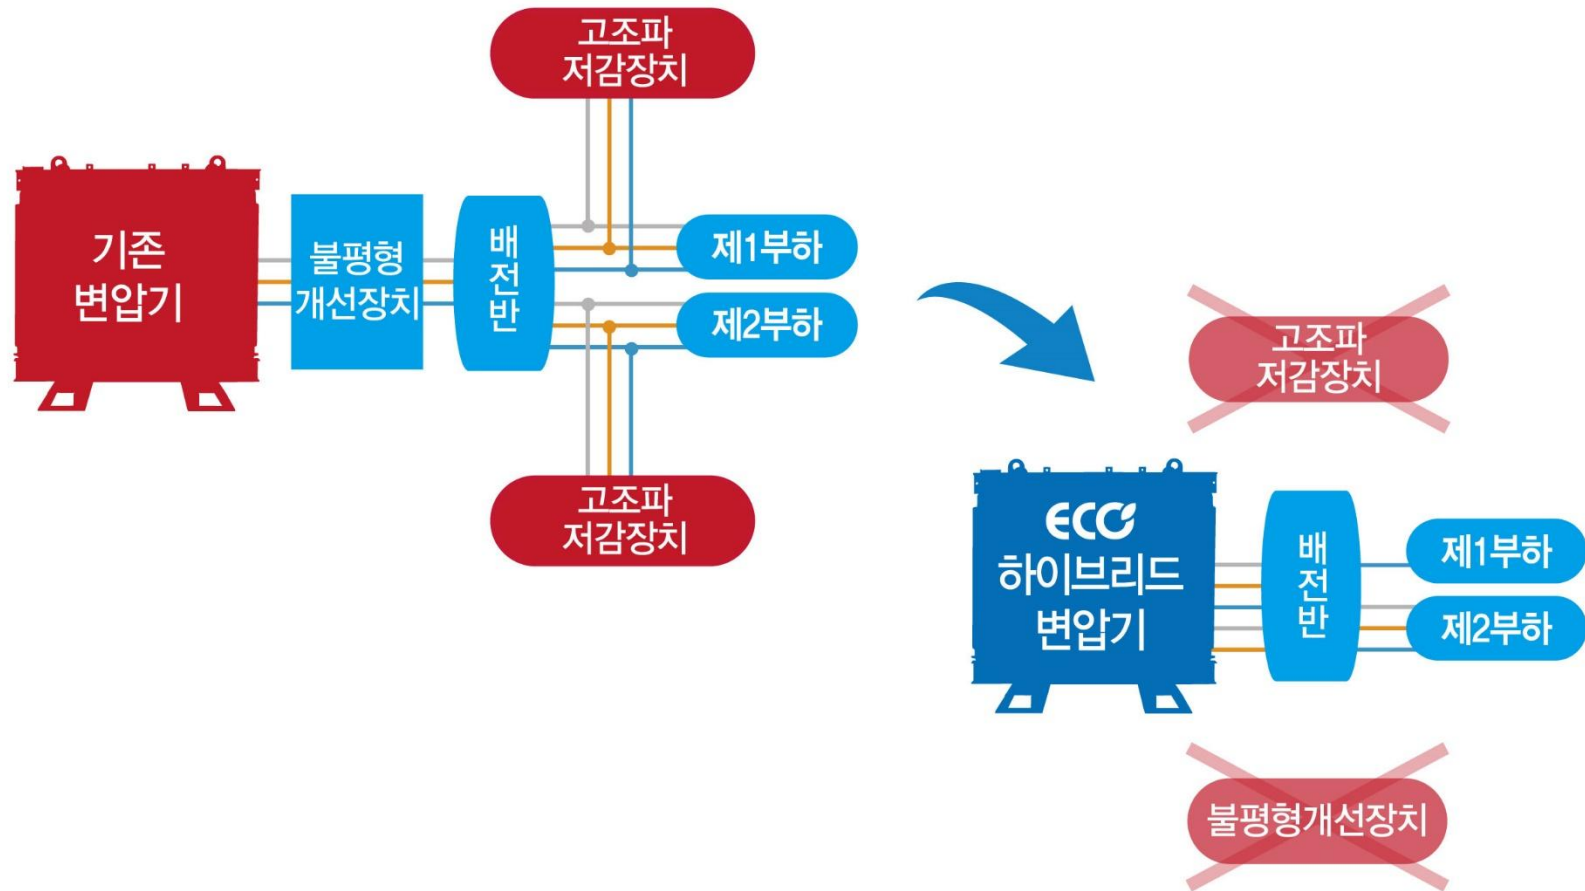 고조파
저감장치
기존
변압기
불평형
개선장치
배
전
반
제1부하
제2부하
고조파
저감장치
고조파
저감장치
ECO
하이브리드
변압기
배
전
반
제1부하
제2부하
불평형개선장치